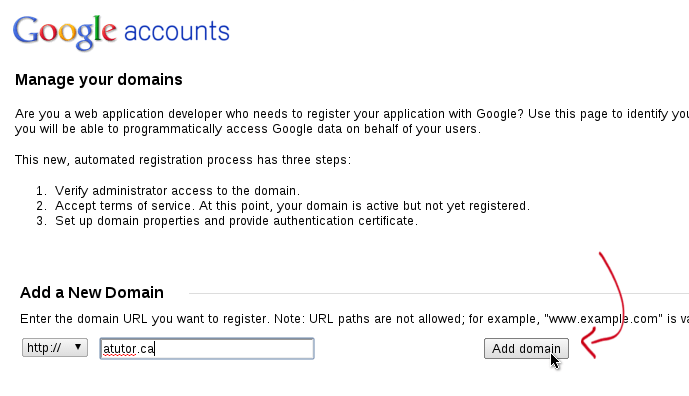 Google accounts
Manage your domains
Are you a web application developer who needs to register your application with Google? Use this page to identify
you will be able to programmatically access Google data on behalf of your users.
This new, automated registration process has three steps:
1. Verify administrator access to the domain.
2. Accept terms of service. At this point, your domain is active but not yet registered.
3. Set up domain properties and provide authentication certificate.
Add a New Domain
Enter the domain URL you want to register. Note: URL paths are not allowed; for example, "www.example.com" is
http:// atutor.ca Add domain